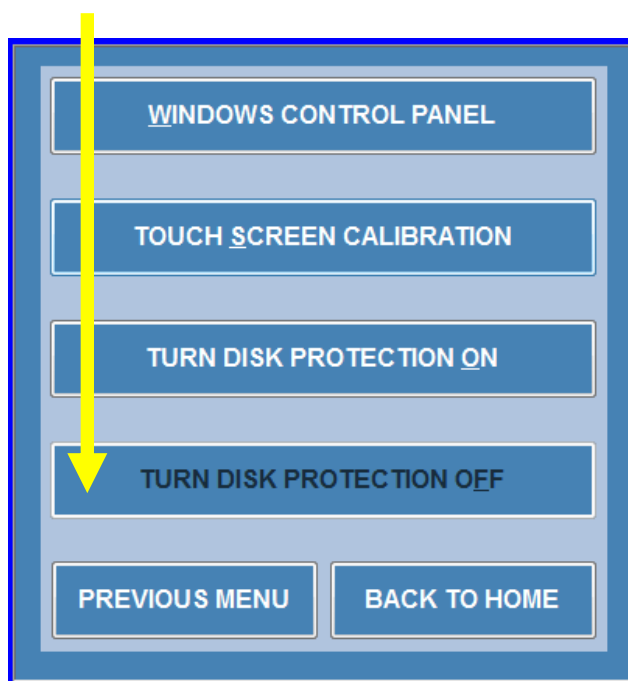 WINDOWS CONTROL PANEL
TOUCH SCREEN CALIBRATION
TURN DISK PROTECTION ON
TURN DISK PROTECTION OFF
PREVIOUS MENU
BACK TO HOME